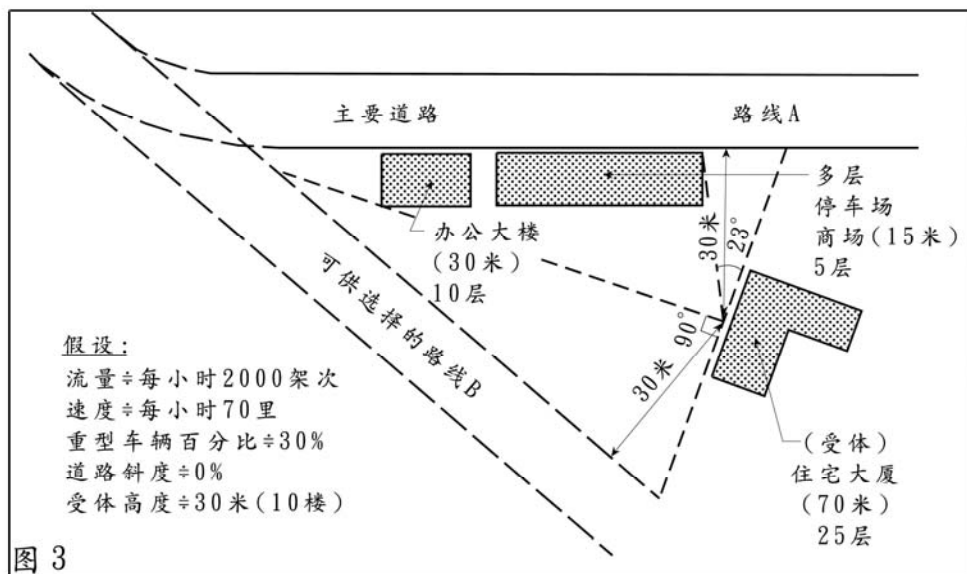 主要道路
路线A
多层
停车场
商场(15米)
5层
办公大楼
(30米)
10层
30米
23°
可供选择的路线B
90°
30米
假设:
流量÷每小时2000架次
速度÷每小时70里
重型车辆百分比÷30%
道路斜度÷0%
受体高度÷30米(10楼)
(受体)
住宅大厦
(70米)
25层
图 3